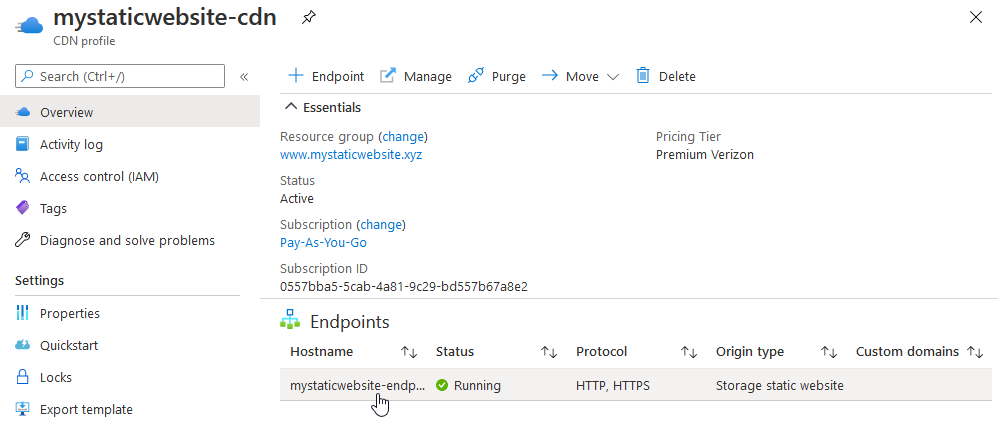 mystaticwebsite-cdn
CDN profile
Search (Ctrl+/)
«
Overview
Activity log
Access control (IAM)
Tags
Diagnose and solve problems
Settings
Properties
Quickstart
Locks
Export template
Endpoint Manage Purge Move Delete
Essentials
Resource group (change)
www.mystaticwebsite.xyz
Status
Active
Subscription (change)
Pay-As-You-Go
Subscription ID
0557bba5-5cab-4a81-9c29-bd557b67a8e2
Pricing Tier
Premium Verizon
Endpoints
Hostname Status Protocol Origin type Custom domains
mystaticwebsite-endp... Running HTTP, HTTPS Storage static website